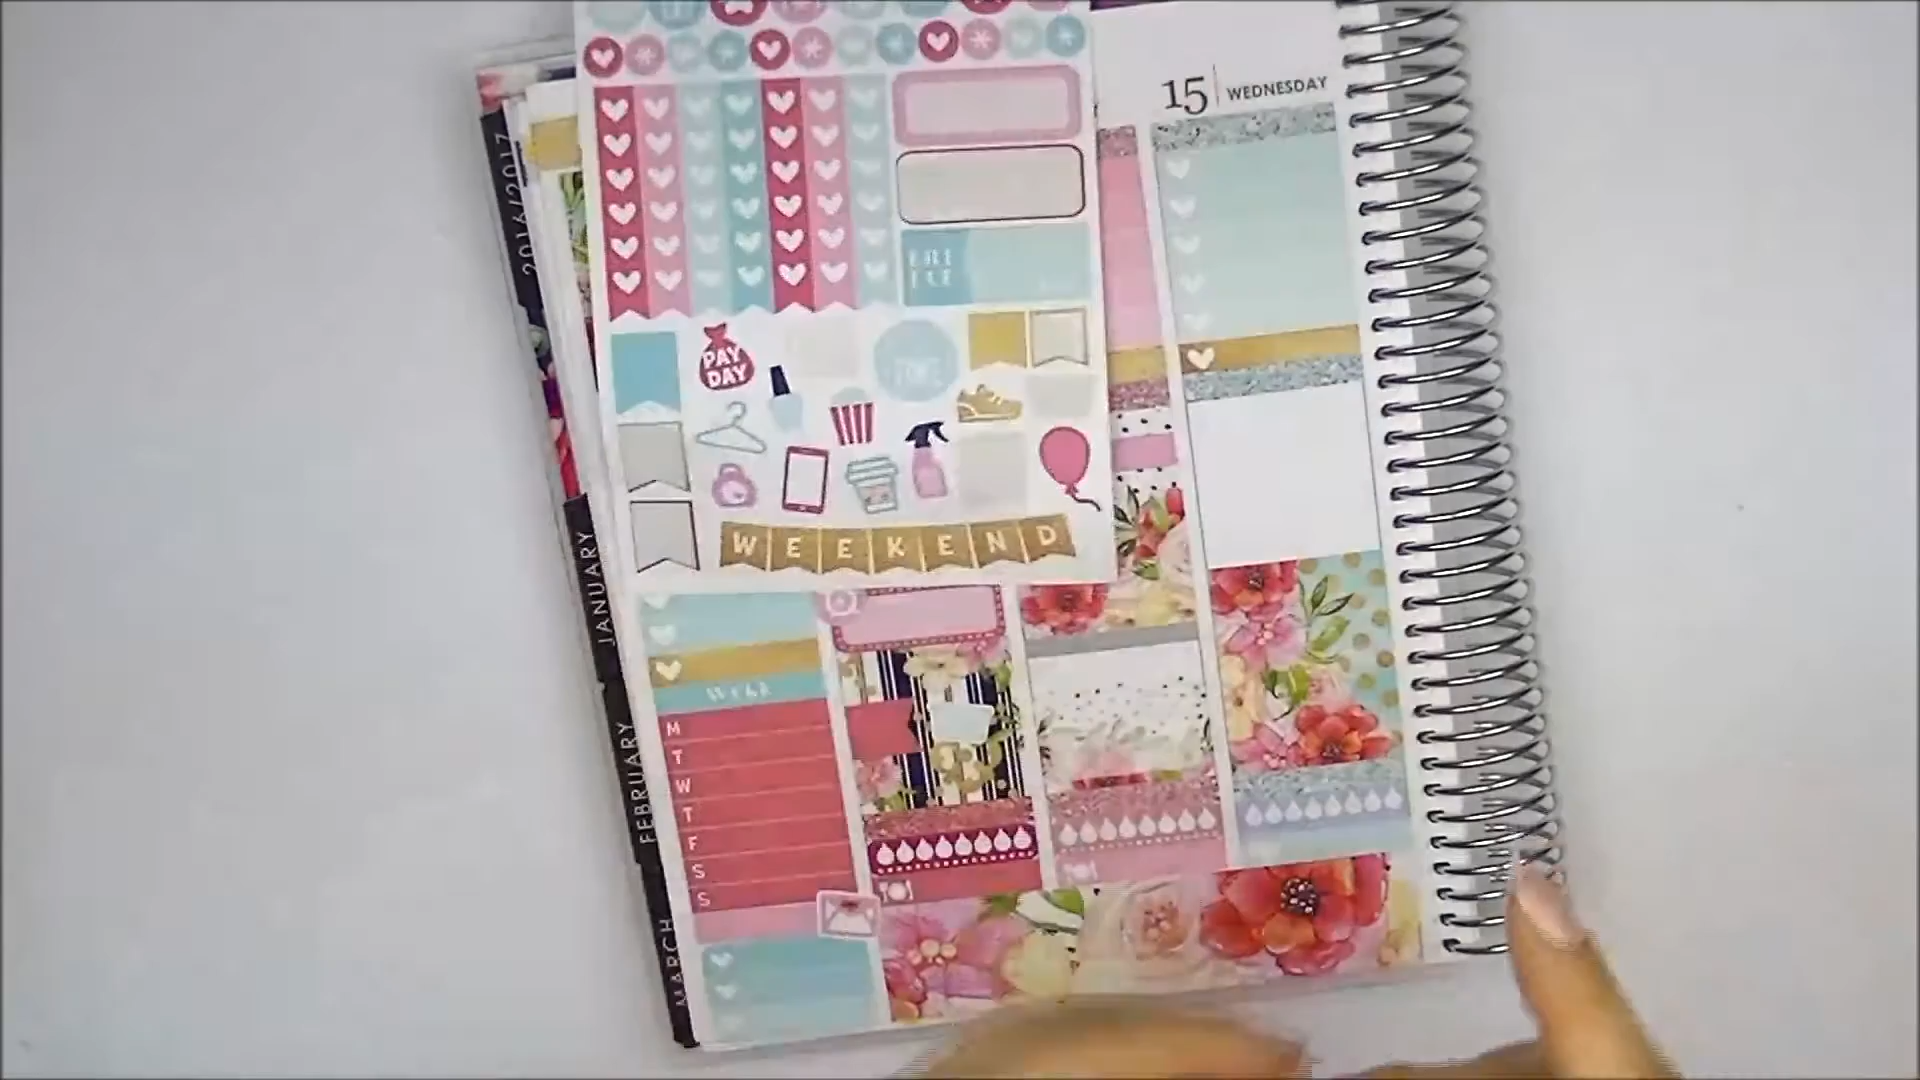 15 WEDNESDAY
2016/2017
PAY
DAY
WEEKEND
JANUARY
FEBRUARY
MARCH
M
T
W
T
F
S
S